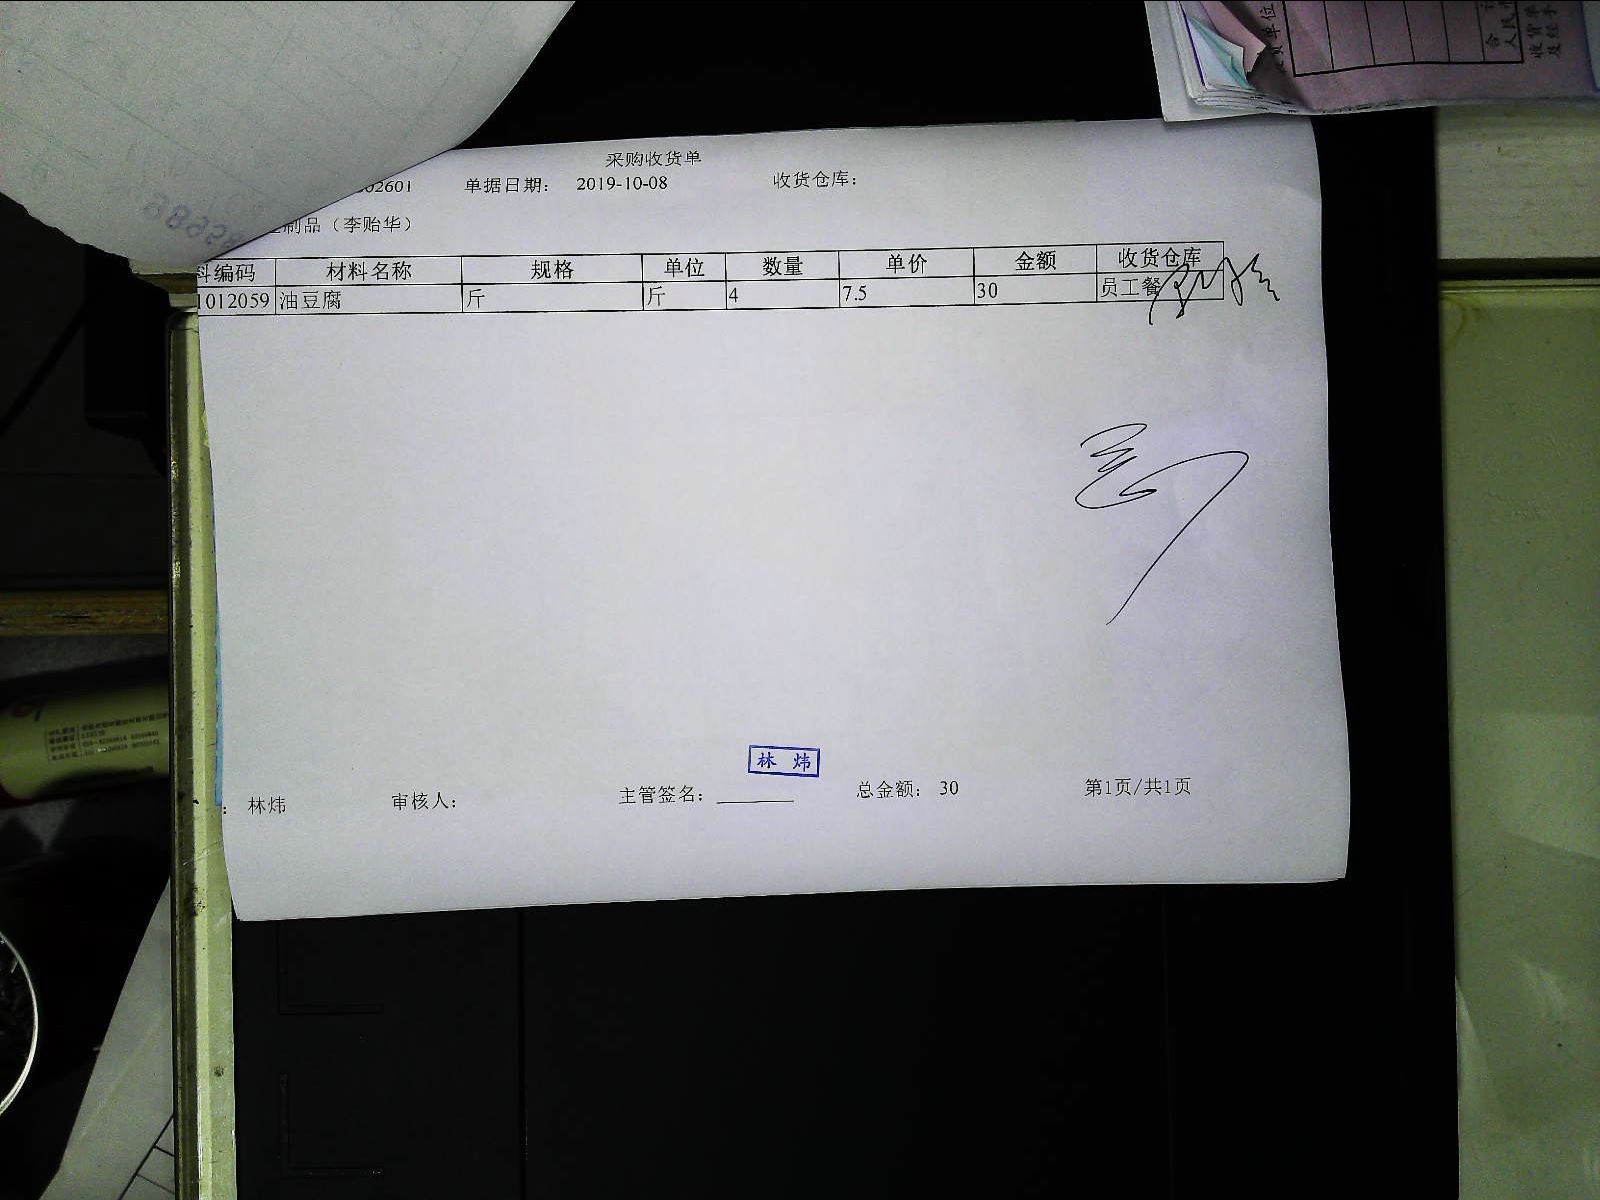 采购收货单
02601 单据日期： 2019-10-08 收货仓库：
制品（李贻华）
料编码 材料名称 规格 单位 数量 单价 金额 收货仓库
1012059 油豆腐 斤 斤 4 7.5 30 员工餐
林 炜
： 林炜 审核人： 主管签名： 总金额： 30 第1页/共1页